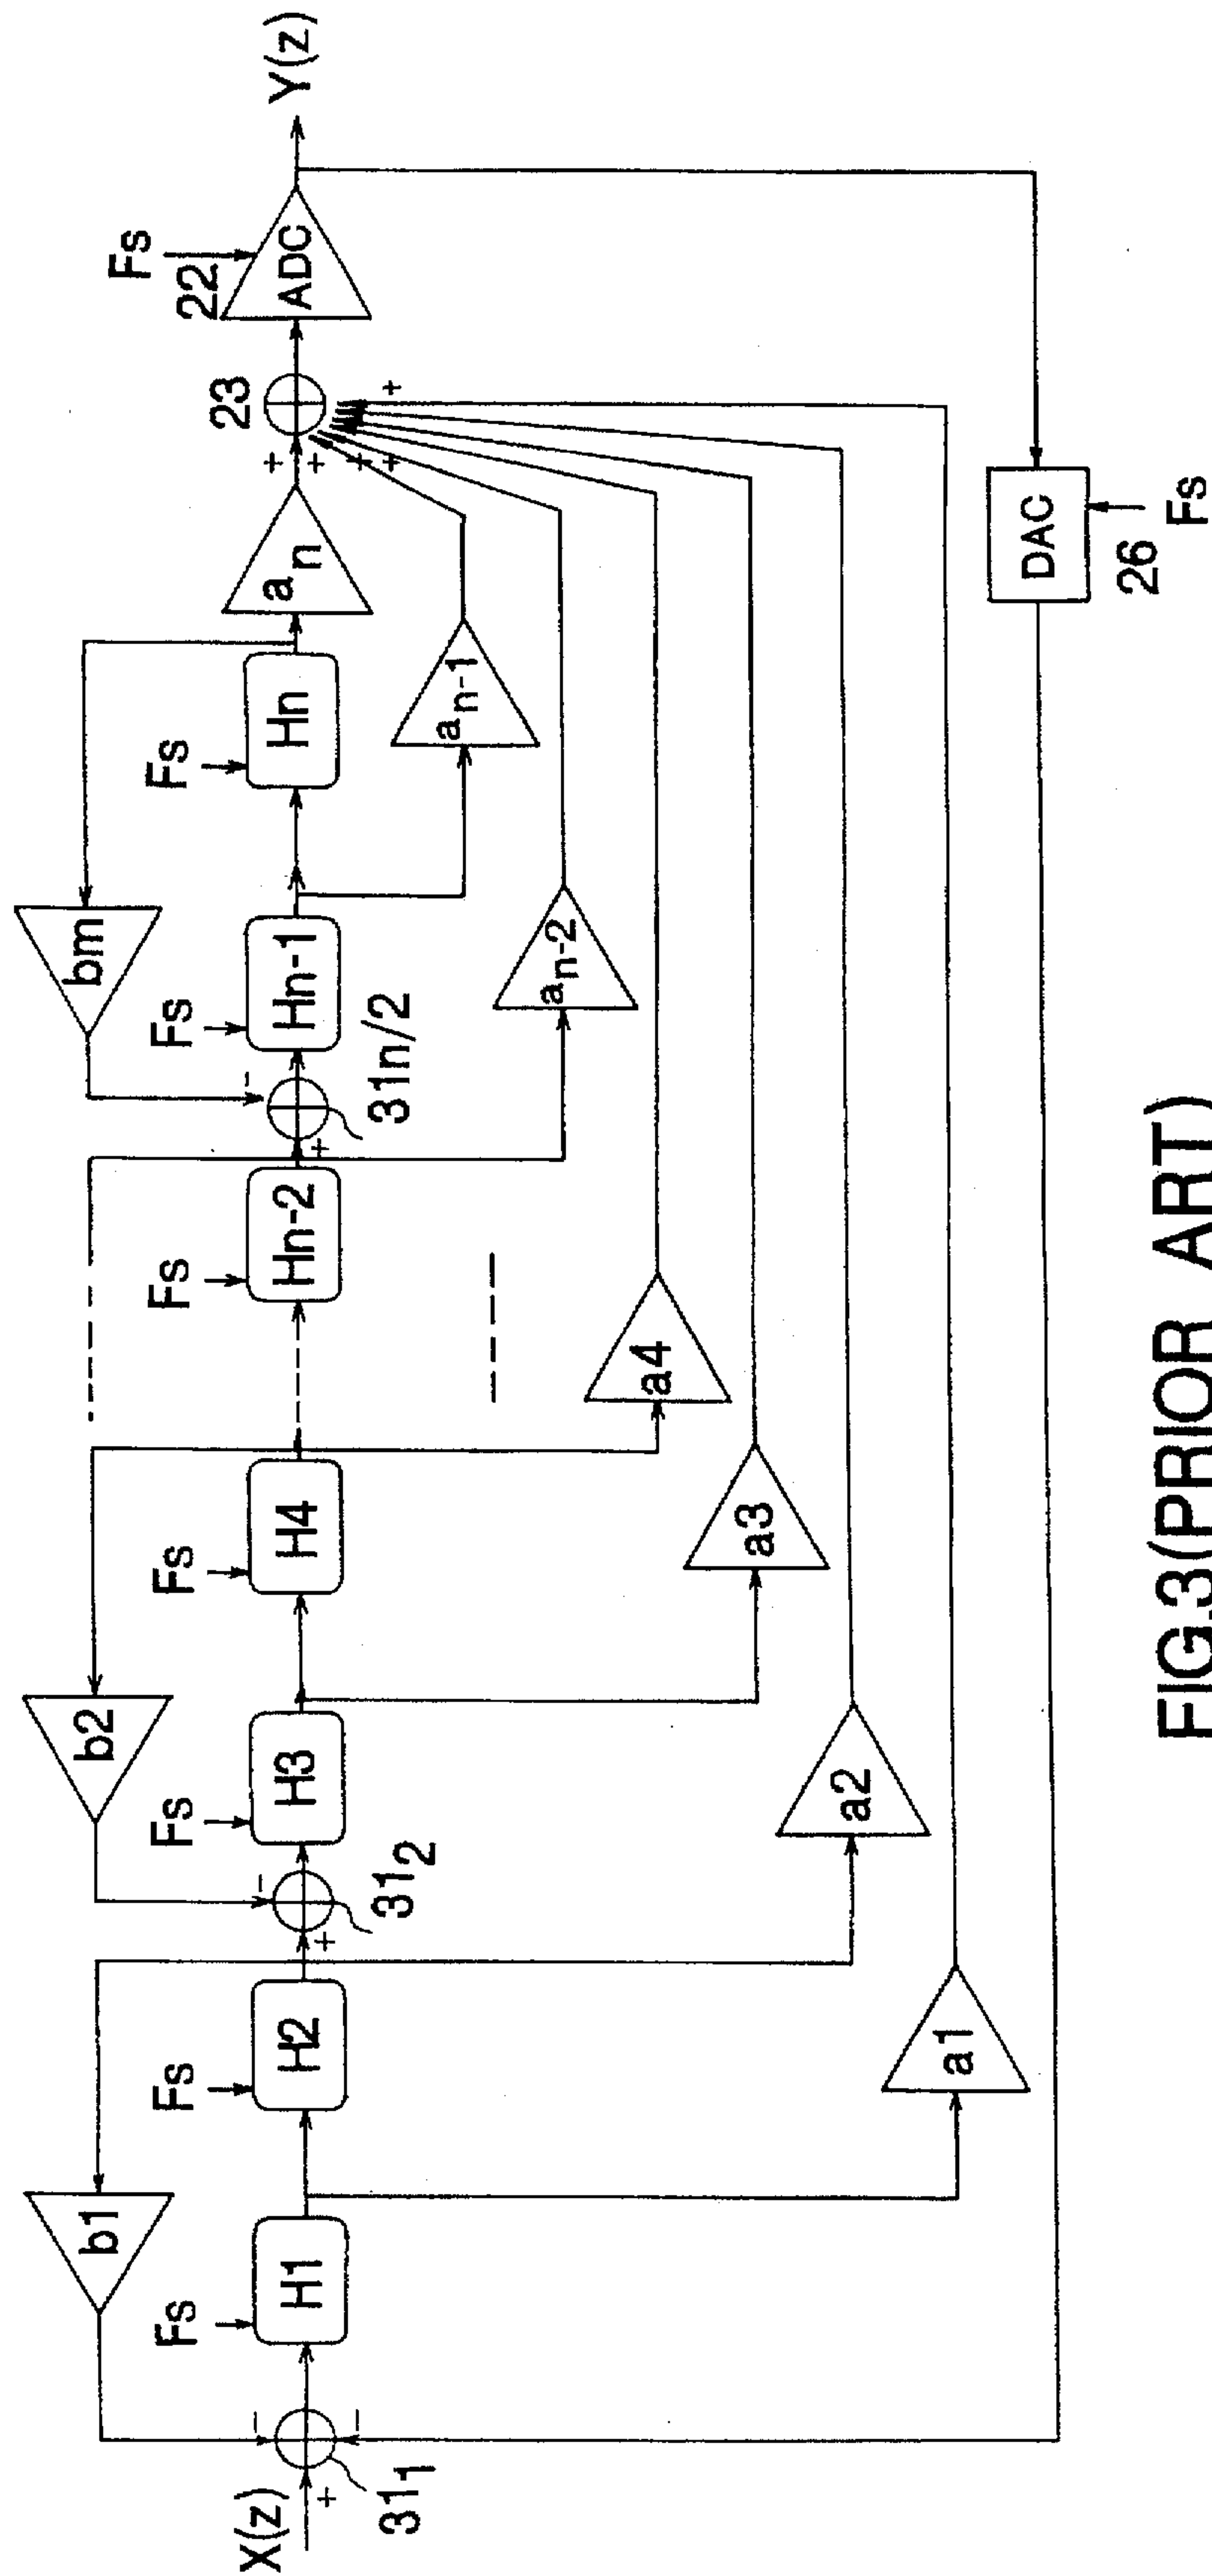 bm
b2
b1
Fs
Fs
Fs
Fs
Fs
Fs
Fs
X(z)
+
−
−
H1
H2
+
−
H3
H4
Hn-2
+
−
Hn-1
Hn
an
+
+
+
+
+
23
22
ADC
Y(z)
311
312
31n/2
an-1
an-2
a4
a3
a2
a1
DAC
26
Fs
FIG.3(PRIOR ART)